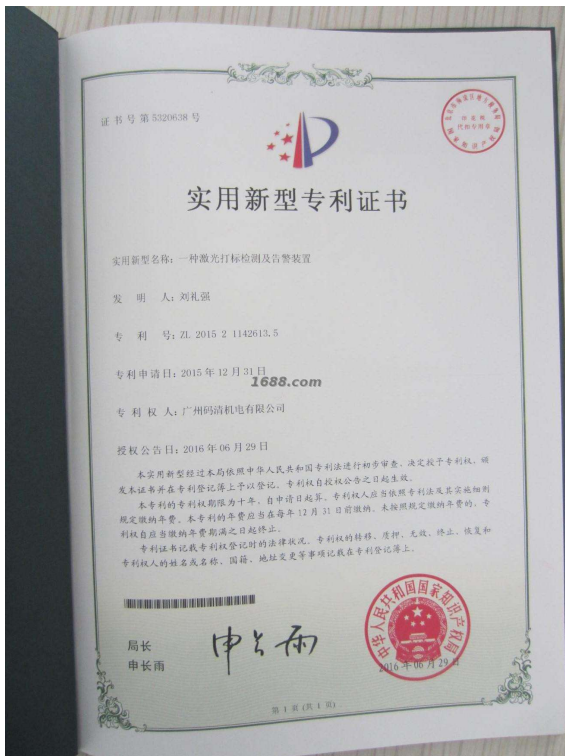 证书号第5320638号
实用新型专利证书
实用新型名称：一种激光打标检测及告警装置
发 明 人：刘礼强
专 利 号：ZL 2015 2 1142613.5
专利申请日：2015年12月31日
1688.com
专 利 权 人：广州码清机电有限公司
授权公告日：2016年06月29日
本实用新型经过本局依照中华人民共和国专利法进行初步审查，决定授予专利权，颁
发本证书并在专利登记簿上予以登记。专利权自授权公告之日起生效。
本专利的专利权期限为十年，自申请日起算。专利权人应当依照专利法及其实施细则
规定缴纳年费。本专利的年费应当在每年12月31日前缴纳。未按照规定缴纳年费的，专
利权自应当缴纳年费期满之日起终止。
专利证书记载专利权登记时的法律状况。专利权的转移、质押、无效、终止、恢复和
专利权人的姓名或名称、国籍、地址变更等事项记载在专利登记簿上。
局长
申长雨
申长雨
中华人民共和国国家知识产权局
2016年06月29日
第1页(共1页)